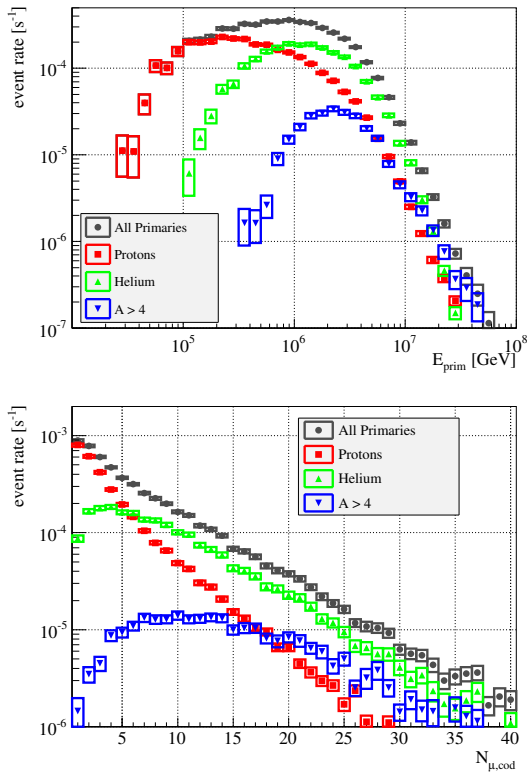 event rate [s⁻¹]
10⁻⁴
10⁻⁵
10⁻⁶
10⁻⁷
All Primaries
Protons
Helium
A > 4
10⁵ 10⁶ 10⁷ 10⁸
E_prim [GeV]
event rate [s⁻¹]
10⁻³
10⁻⁴
10⁻⁵
10⁻⁶
All Primaries
Protons
Helium
A > 4
5 10 15 20 25 30 35 40
N_μ,cod